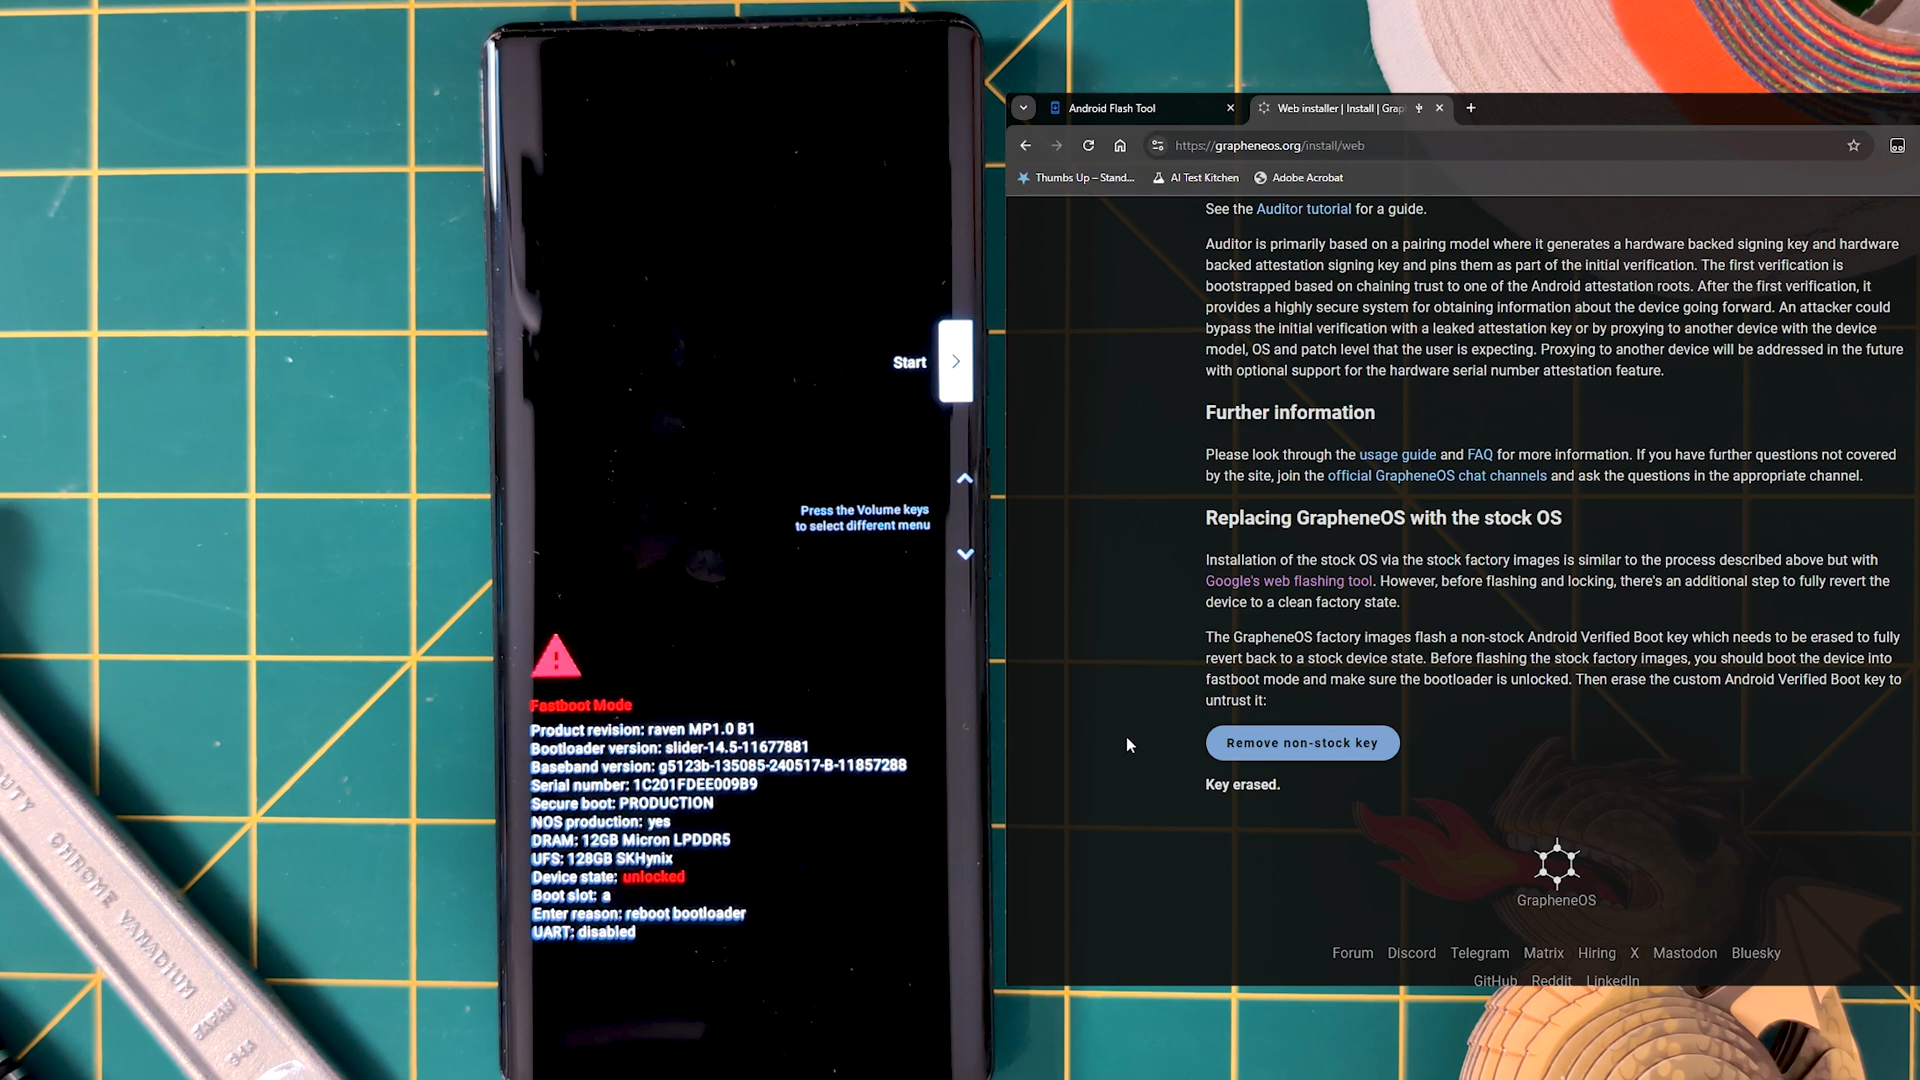 Start
Press the Volume keys
to select different menu
Fastboot Mode
Product revision: raven MP1.0 B1
Bootloader version: slider-14.5-11677881
Baseband version: g5123b-135085-240517-B-11857288
Serial number: 1C201FDEE009B9
Secure boot: PRODUCTION
NOS production: yes
DRAM: 12GB Micron LPDDR5
UFS: 128GB SKHynix
Device state: unlocked
Boot slot: a
Enter reason: reboot bootloader
UART: disabled
CHROME VANADIUM
JAPAN
Android Flash Tool
Web installer | Install | Grap
https://grapheneos.org/install/web
Thumbs Up – Stand...
AI Test Kitchen
Adobe Acrobat
See the Auditor tutorial for a guide.
Auditor is primarily based on a pairing model where it generates a hardware backed signing key and hardware
backed attestation signing key and pins them as part of the initial verification. The first verification is
bootstrapped based on chaining trust to one of the Android attestation roots. After the first verification, it
provides a highly secure system for obtaining information about the device going forward. An attacker could
bypass the initial verification with a leaked attestation key or by proxying to another device with the device
model, OS and patch level that the user is expecting. Proxying to another device will be addressed in the future
with optional support for the hardware serial number attestation feature.
Further information
Please look through the usage guide and FAQ for more information. If you have further questions not covered
by the site, join the official GrapheneOS chat channels and ask the questions in the appropriate channel.
Replacing GrapheneOS with the stock OS
Installation of the stock OS via the stock factory images is similar to the process described above but with
Google's web flashing tool. However, before flashing and locking, there's an additional step to fully revert the
device to a clean factory state.
The GrapheneOS factory images flash a non-stock Android Verified Boot key which needs to be erased to fully
revert back to a stock device state. Before flashing the stock factory images, you should boot the device into
fastboot mode and make sure the bootloader is unlocked. Then erase the custom Android Verified Boot key to
untrust it:
Remove non-stock key
Key erased.
GrapheneOS
Forum Discord Telegram Matrix Hiring X Mastodon Bluesky
GitHub Reddit LinkedIn